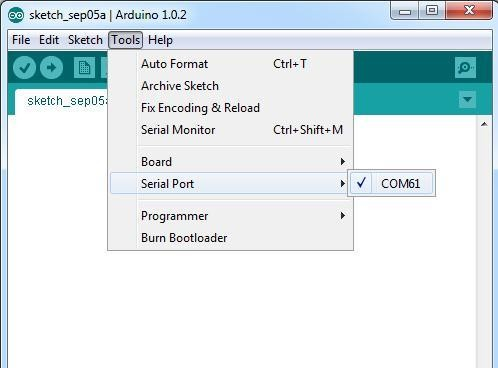 sketch_sep05a | Arduino 1.0.2
File Edit Sketch Tools Help
sketch_sep05a
Auto Format Ctrl+T
Archive Sketch
Fix Encoding & Reload
Serial Monitor Ctrl+Shift+M
Board
Serial Port
COM61
Programmer
Burn Bootloader